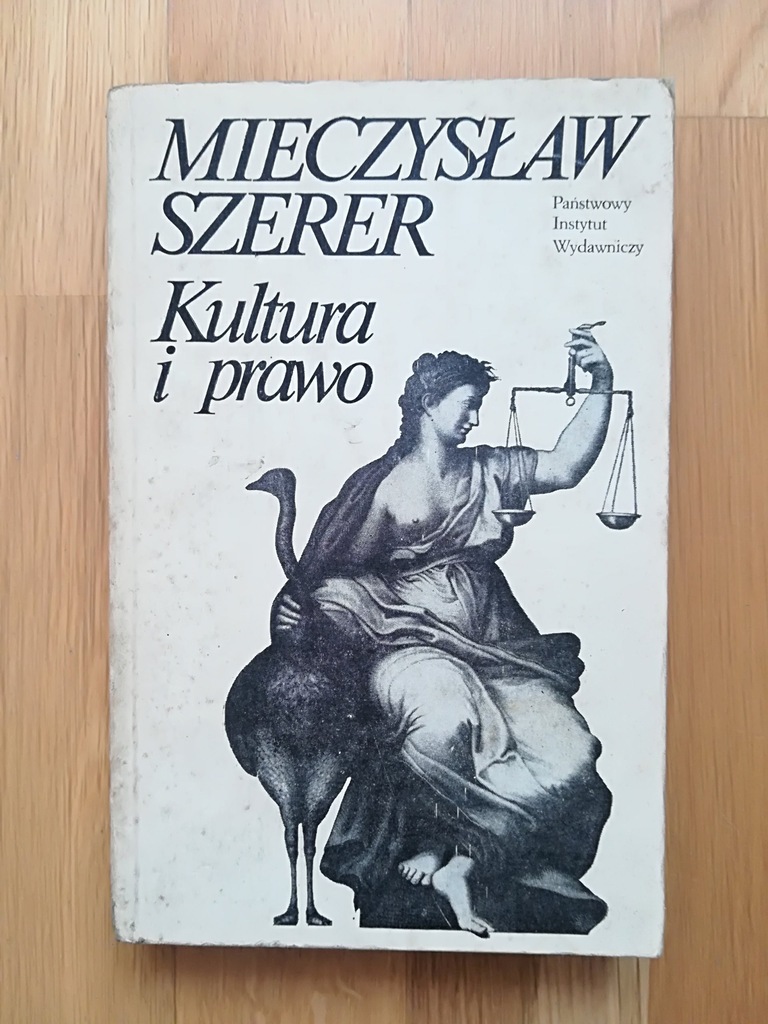 MIECZYSŁAW
SZERER
Państwowy
Instytut
Wydawniczy
Kultura
i prawo